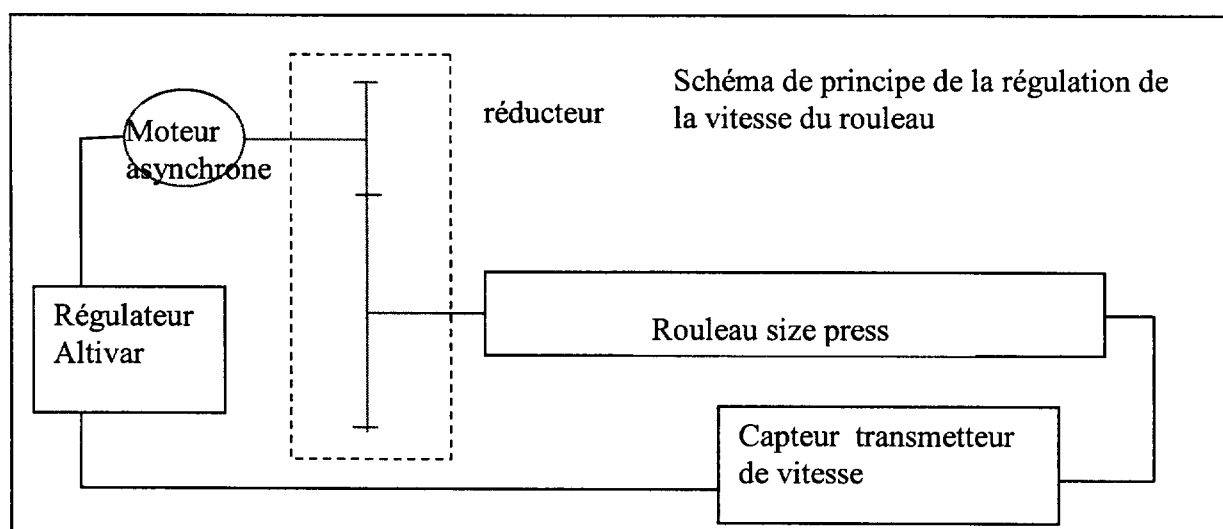 Schéma de principe de la régulation de
la vitesse du rouleau
réducteur
Moteur
asynchrone
Régulateur
Altivar
Rouleau size press
Capteur transmetteur
de vitesse